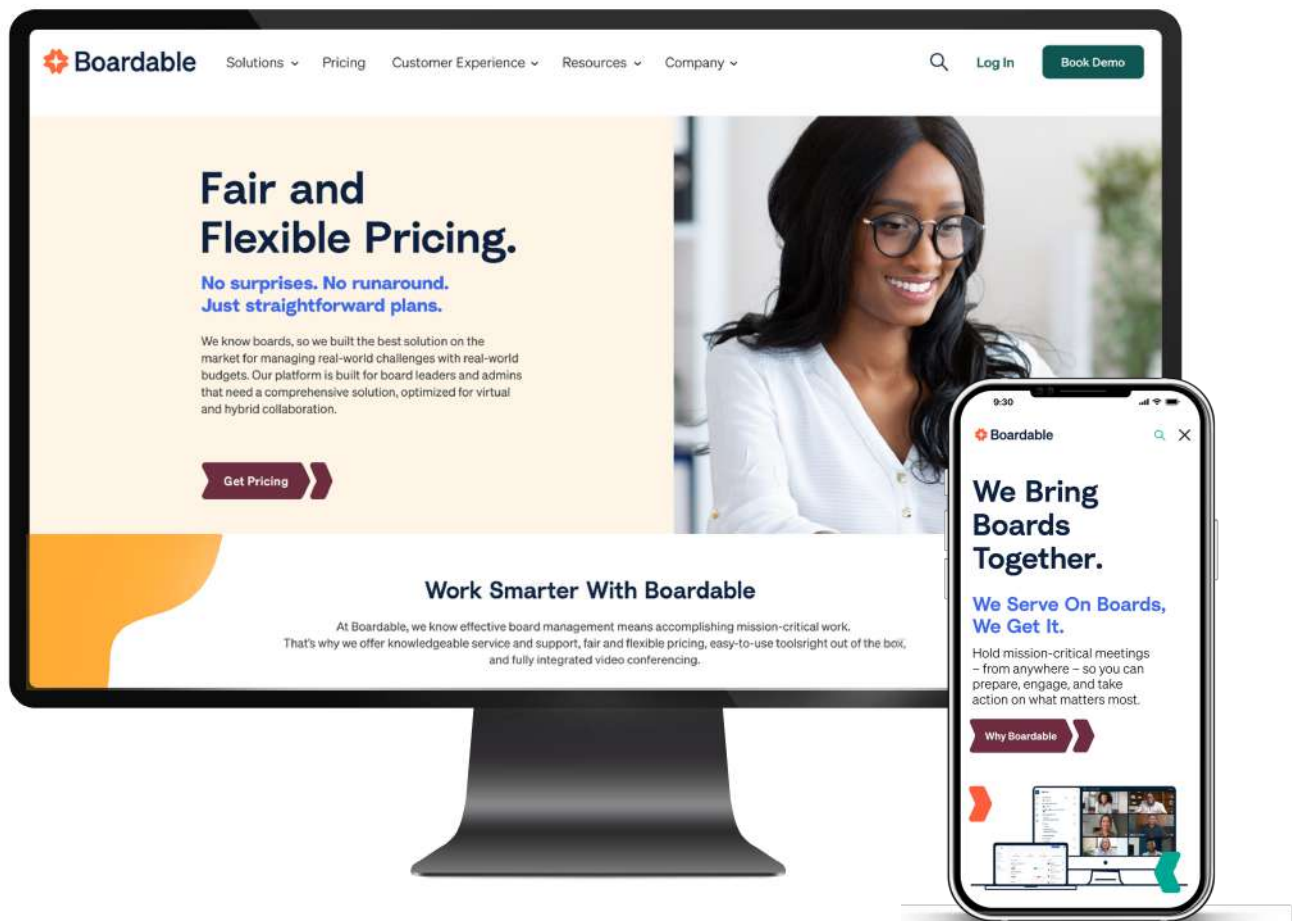 Boardable
Solutions
Pricing
Customer Experience
Resources
Company
Log In
Book Demo
Fair and
Flexible Pricing.
No surprises. No runaround.
Just straightforward plans.
We know boards, so we built the best solution on the
market for managing real-world challenges with real-world
budgets. Our platform is built for board leaders and admins
that need a comprehensive solution, optimized for virtual
and hybrid collaboration.
Get Pricing
Work Smarter With Boardable
At Boardable, we know effective board management means accomplishing mission-critical work.
That's why we offer knowledgeable service and support, fair and flexible pricing, easy-to-use toolsright out of the box,
and fully integrated video conferencing.
9:30
Boardable
We Bring
Boards
Together.
We Serve On Boards,
We Get It.
Hold mission-critical meetings
– from anywhere – so you can
prepare, engage, and take
action on what matters most.
Why Boardable